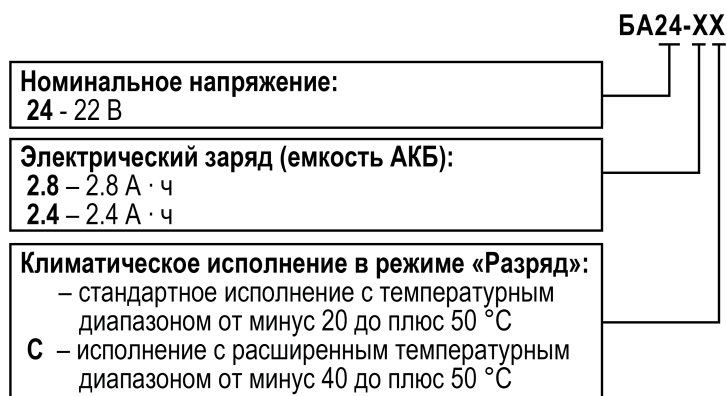 БА24-ХХ
Номинальное напряжение:
24 - 22 В
Электрический заряд (емкость АКБ):
2.8 – 2.8 А · ч
2.4 – 2.4 А · ч
Климатическое исполнение в режиме «Разряд»:
– стандартное исполнение с температурным
диапазоном от минус 20 до плюс 50 °С
С – исполнение с расширенным температурным
диапазоном от минус 40 до плюс 50 °С